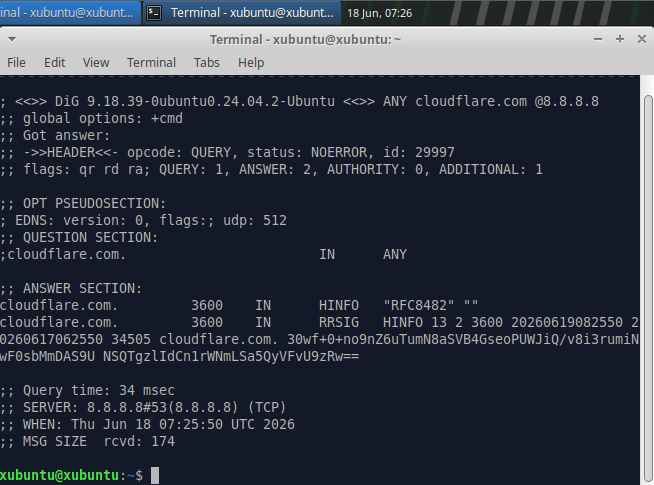 nal - xubuntu@xubunt... Terminal - xubuntu@xubunt... 18 Jun, 07:26
Terminal - xubuntu@xubuntu: ~
File Edit View Terminal Tabs Help
; <<>> DiG 9.18.39-0ubuntu0.24.04.2-Ubuntu <<>> ANY cloudflare.com @8.8.8.8
;; global options: +cmd
;; Got answer:
;; ->>HEADER<<- opcode: QUERY, status: NOERROR, id: 29997
;; flags: qr rd ra; QUERY: 1, ANSWER: 2, AUTHORITY: 0, ADDITIONAL: 1
;; OPT PSEUDOSECTION:
; EDNS: version: 0, flags:; udp: 512
;; QUESTION SECTION:
;cloudflare.com. IN ANY
;; ANSWER SECTION:
cloudflare.com. 3600 IN HINFO "RFC8482" ""
cloudflare.com. 3600 IN RRSIG HINFO 13 2 3600 20260619082550 2
0260617062550 34505 cloudflare.com. 30wf+0+no9nZ6uTumN8aSVB4GseoPUWJiQ/v8i3rumiN
wF0sbMmDAS9U NSQTgzlIdCn1rWNmLSa5QyVFvU9zRw==
;; Query time: 34 msec
;; SERVER: 8.8.8.8#53(8.8.8.8) (TCP)
;; WHEN: Thu Jun 18 07:25:50 UTC 2026
;; MSG SIZE rcvd: 174
xubuntu@xubuntu:~$